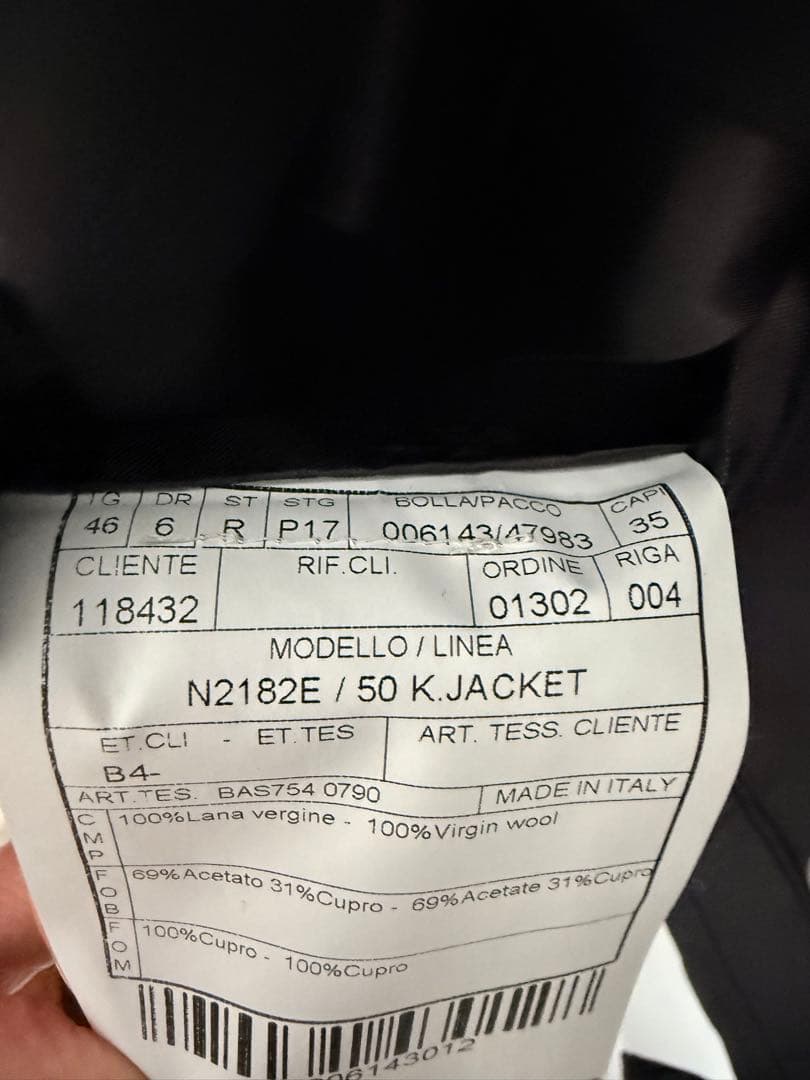 TG DR ST STG BOLLA/PACCO CAPI
46 6 R P17 006143/47983 35
CLIENTE RIF.CLI. ORDINE RIGA
118432 01302 004
MODELLO / LINEA
N2182E / 50 K.JACKET
ET.CLI - ET.TES ART. TESS. CLIENTE
B4-
ART.TES. BAS754 0790 MADE IN ITALY
CMP 100%Lana vergine - 100%Virgin wool
FOB 69%Acetato 31%Cupro - 69%Acetate 31%Cupro
FOM 100%Cupro - 100%Cupro